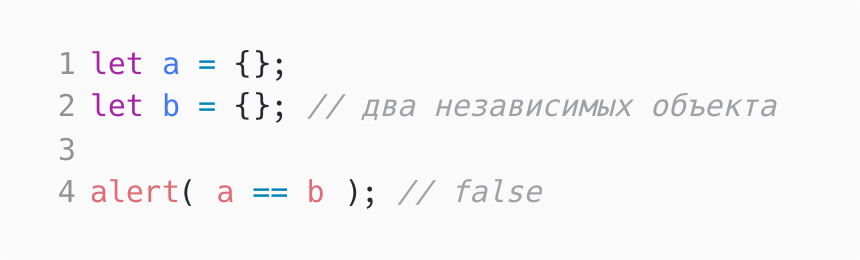 1 let a = {};
2 let b = {}; // два независимых объекта
3
4 alert( a == b ); // false